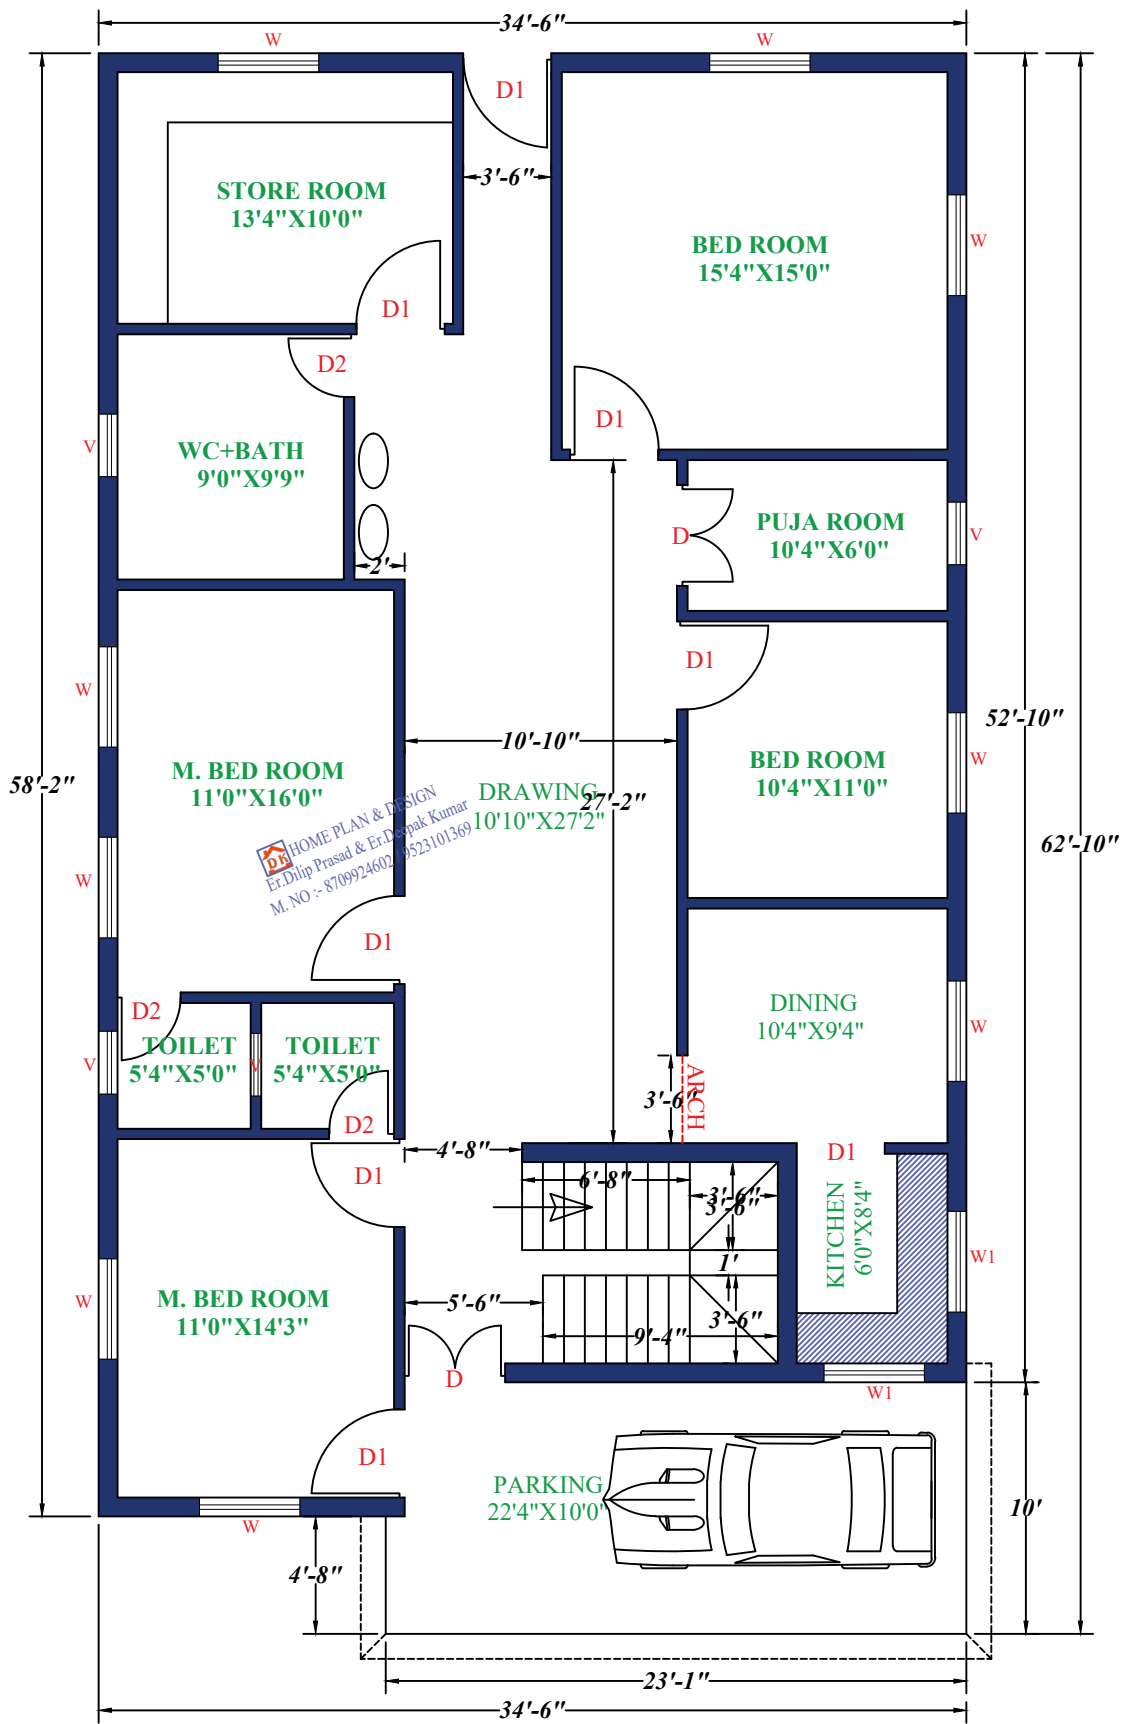 34'-6"
W
W
D1
3'-6"
STORE ROOM
13'4"X10'0"
BED ROOM
15'4"X15'0"
W
D1
D2
D1
V
WC+BATH
9'0"X9'9"
PUJA ROOM
10'4"X6'0"
D
V
2'
D1
W
52'-10"
10'-10"
58'-2"
M. BED ROOM
11'0"X16'0"
BED ROOM
10'4"X11'0"
W
DRAWING
10'10"X27'2"
27'-2"
62'-10"
HOME PLAN & DESIGN
Er.Dilip Prasad & Er.Deepak Kumar
M. NO :- 8709924602 / 9523101369
DK
W
D1
D2
DINING
10'4"X9'4"
W
TOILET
5'4"X5'0"
TOILET
5'4"X5'0"
V
V
ARCH
3'-6"
D2
4'-8"
D1
D1
6'-8"
3'-6"
3'-6"
KITCHEN
6'0"X8'4"
1'
W1
M. BED ROOM
11'0"X14'3"
W
5'-6"
3'-6"
9'-4"
D
W1
D1
PARKING
22'4"X10'0"
10'
W
4'-8"
23'-1"
34'-6"